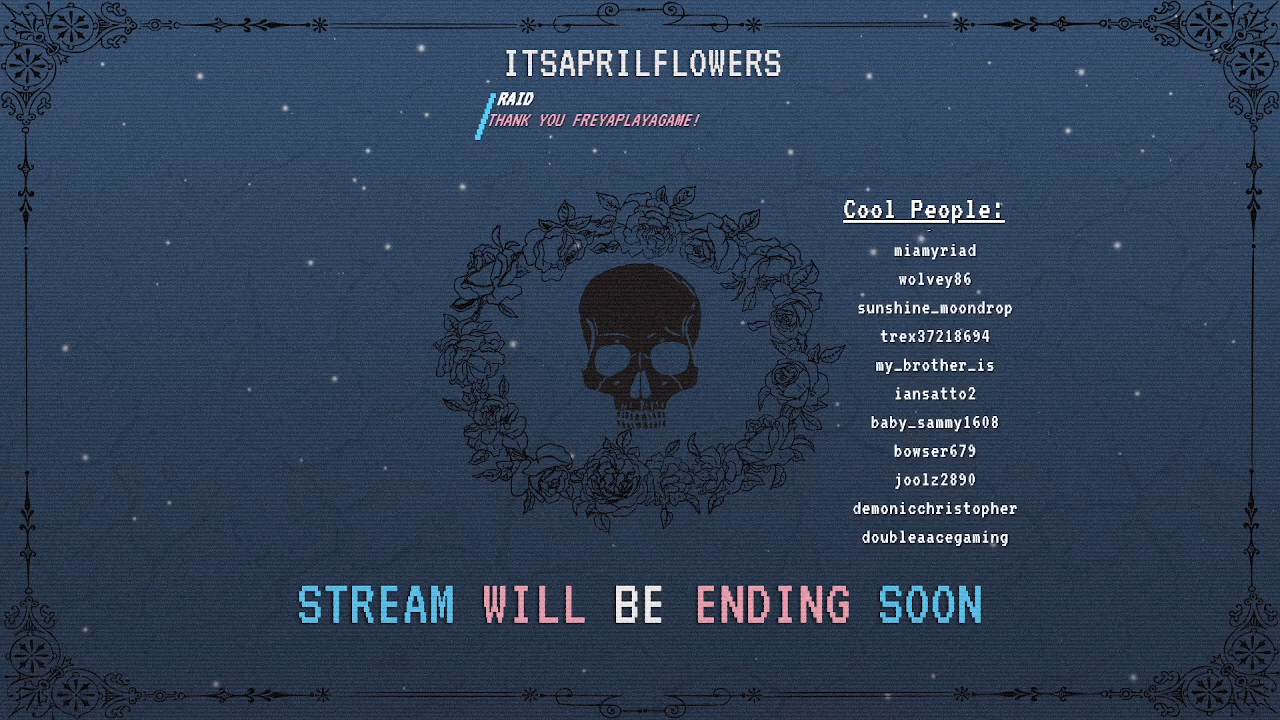 ITSAPRILFLOWERS
RAID
THANK YOU FREYAPLAYAGAME!
Cool People:
miamyriad
wolvey86
sunshine_moondrop
trex37218694
my_brother_is
iansatto2
baby_sammy1608
bowser679
joolz2890
demonicchristopher
doubleaacegaming
STREAM WILL BE ENDING SOON